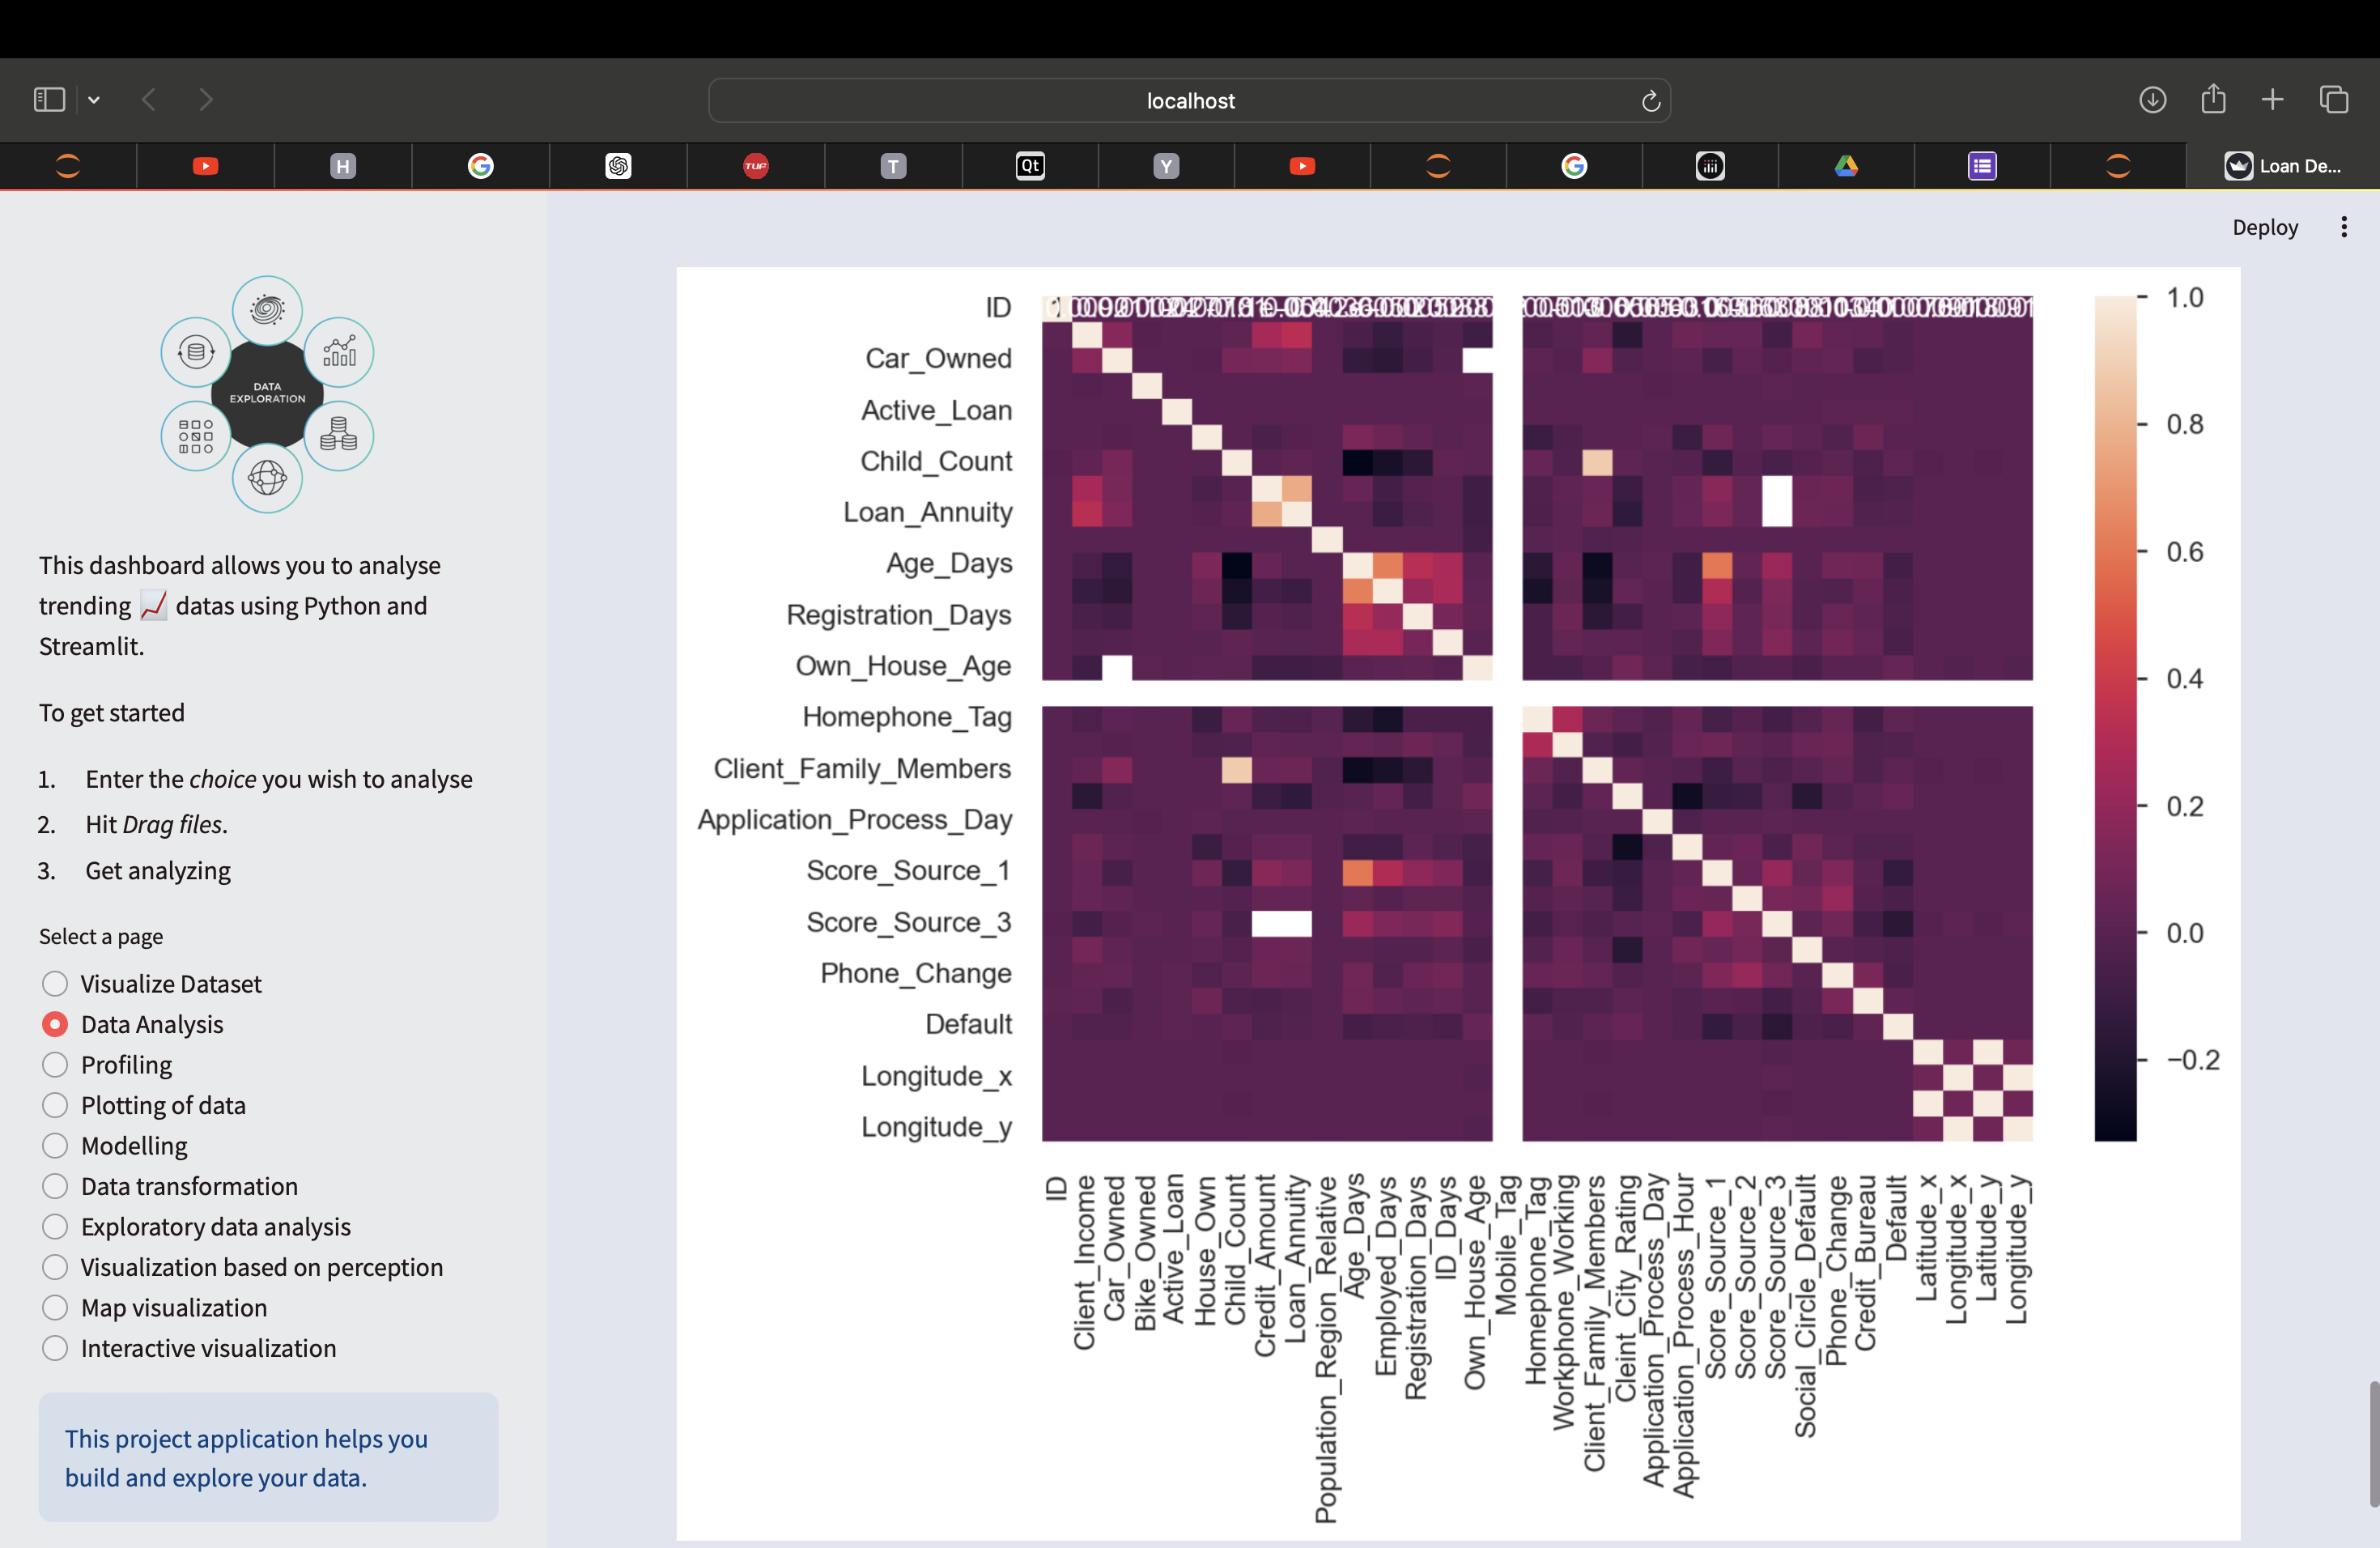 localhost
H
T
Qt
Y
TUP
Loan De...
Deploy
DATA
EXPLORATION
This dashboard allows you to analyse
trending 📈 datas using Python and
Streamlit.
To get started
1. Enter the choice you wish to analyse
2. Hit Drag files.
3. Get analyzing
Select a page
Visualize Dataset
Data Analysis
Profiling
Plotting of data
Modelling
Data transformation
Exploratory data analysis
Visualization based on perception
Map visualization
Interactive visualization
This project application helps you
build and explore your data.
ID
Car_Owned
Active_Loan
Child_Count
Loan_Annuity
Age_Days
Registration_Days
Own_House_Age
Homephone_Tag
Client_Family_Members
Application_Process_Day
Score_Source_1
Score_Source_3
Phone_Change
Default
Longitude_x
Longitude_y
ID
Client_Income
Car_Owned
Bike_Owned
Active_Loan
House_Own
Child_Count
Credit_Amount
Loan_Annuity
Population_Region_Relative
Age_Days
Employed_Days
Registration_Days
ID_Days
Own_House_Age
Mobile_Tag
Homephone_Tag
Workphone_Working
Client_Family_Members
Cleint_City_Rating
Application_Process_Day
Application_Process_Hour
Score_Source_1
Score_Source_2
Score_Source_3
Social_Circle_Default
Phone_Change
Credit_Bureau
Default
Latitude_x
Longitude_x
Latitude_y
Longitude_y
1.0
0.8
0.6
0.4
0.2
0.0
−0.2